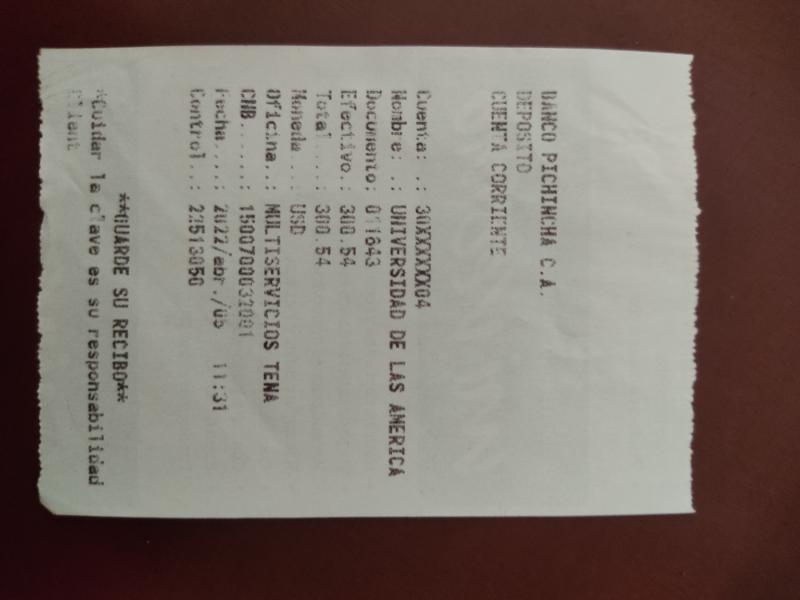 BANCO PICHINCHA C.A.
DEPOSITO
CUENTA CORRIENTE
Cuenta: .: 30XXXXXX04
Nombre: .: UNIVERSIDAD DE LAS AMERICA
Documento: 011643
Efectivo.: 300.54
Total....: 300.54
Moneda...: USD
Oficina..: MULTISERVICIOS TENA
CNB......: 1500700032001
Fecha....: 2022/abr./05 11:31
Control..: 22513050
**GUARDE SU RECIBO**
*Cuidar la clave es su responsabilidad
Client